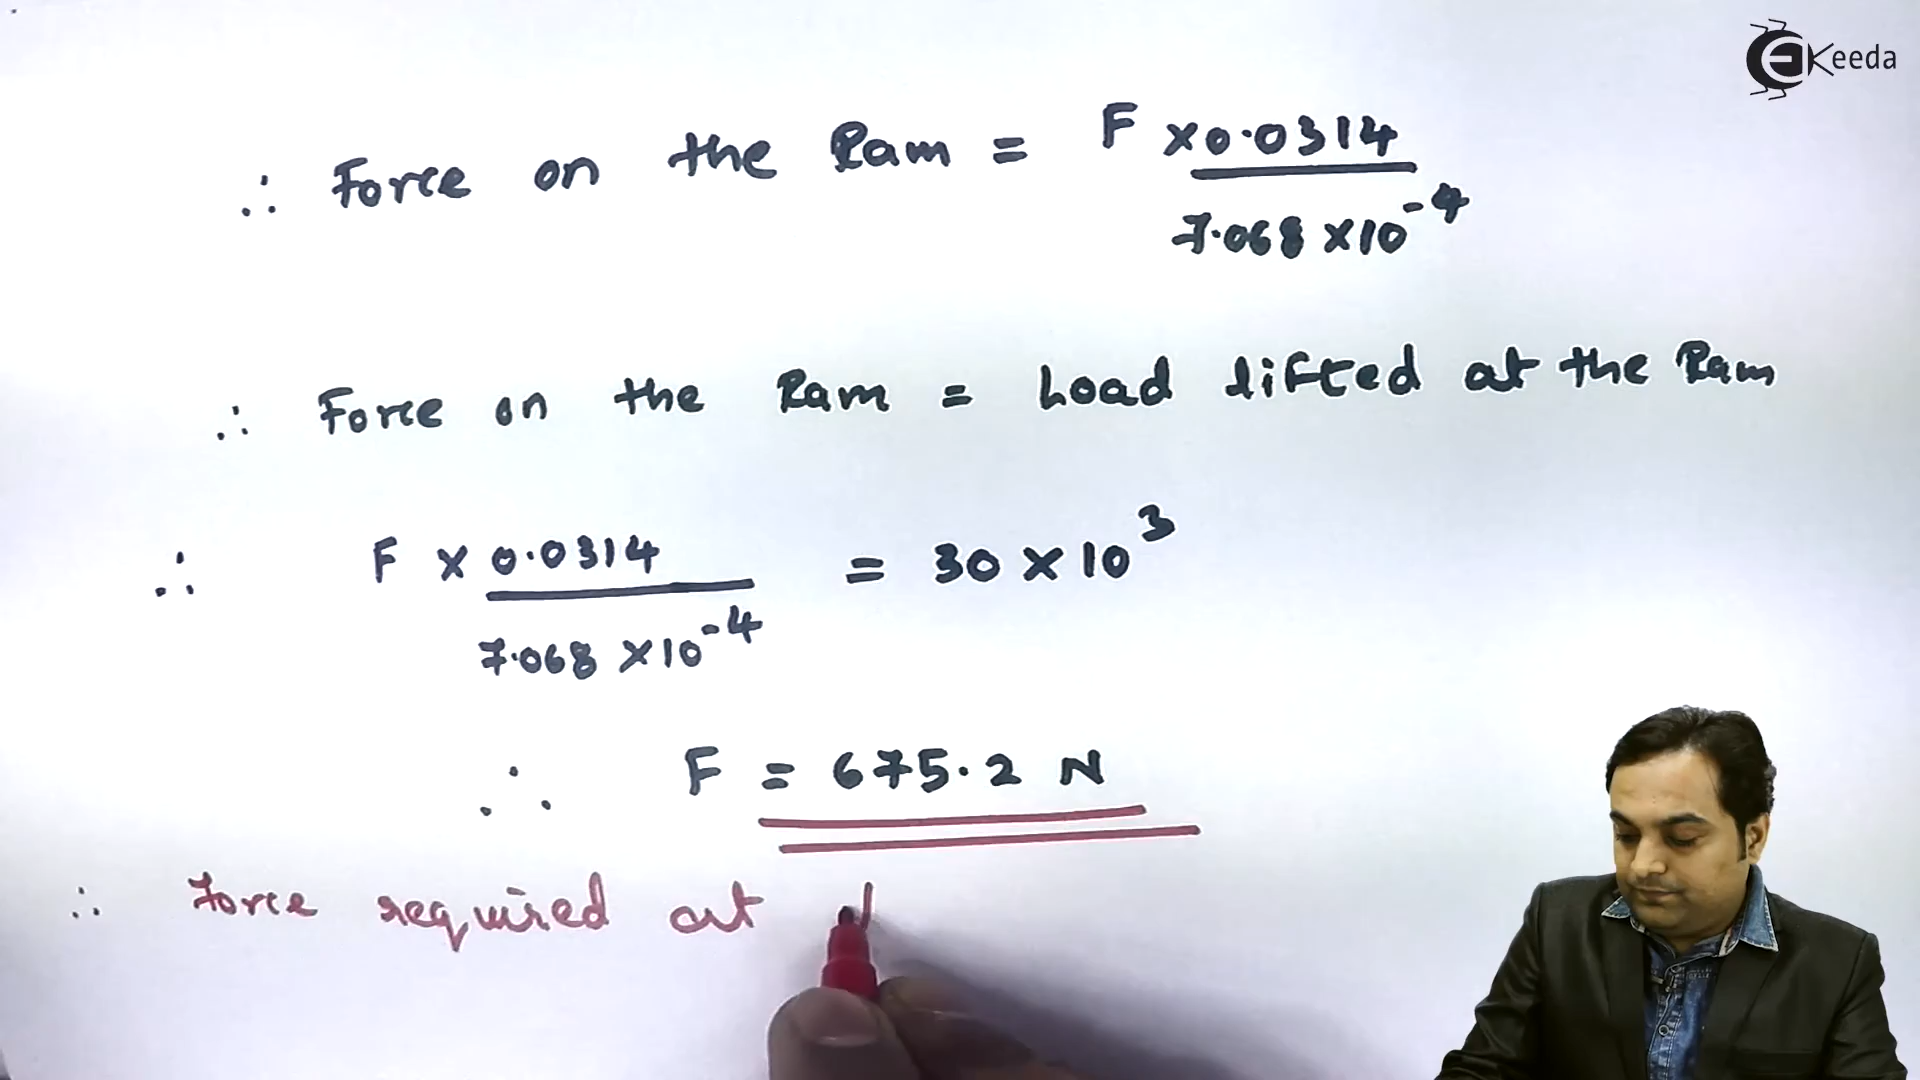 Keeda
∴ Force on the Ram = F × 0.0314
7.068 × 10⁻⁴
∴ Force on the Ram = Load lifted at the Ram
∴ F × 0.0314 = 30 × 10³
7.068 × 10⁻⁴
∴ F = 675.2 N
∴ Force required at